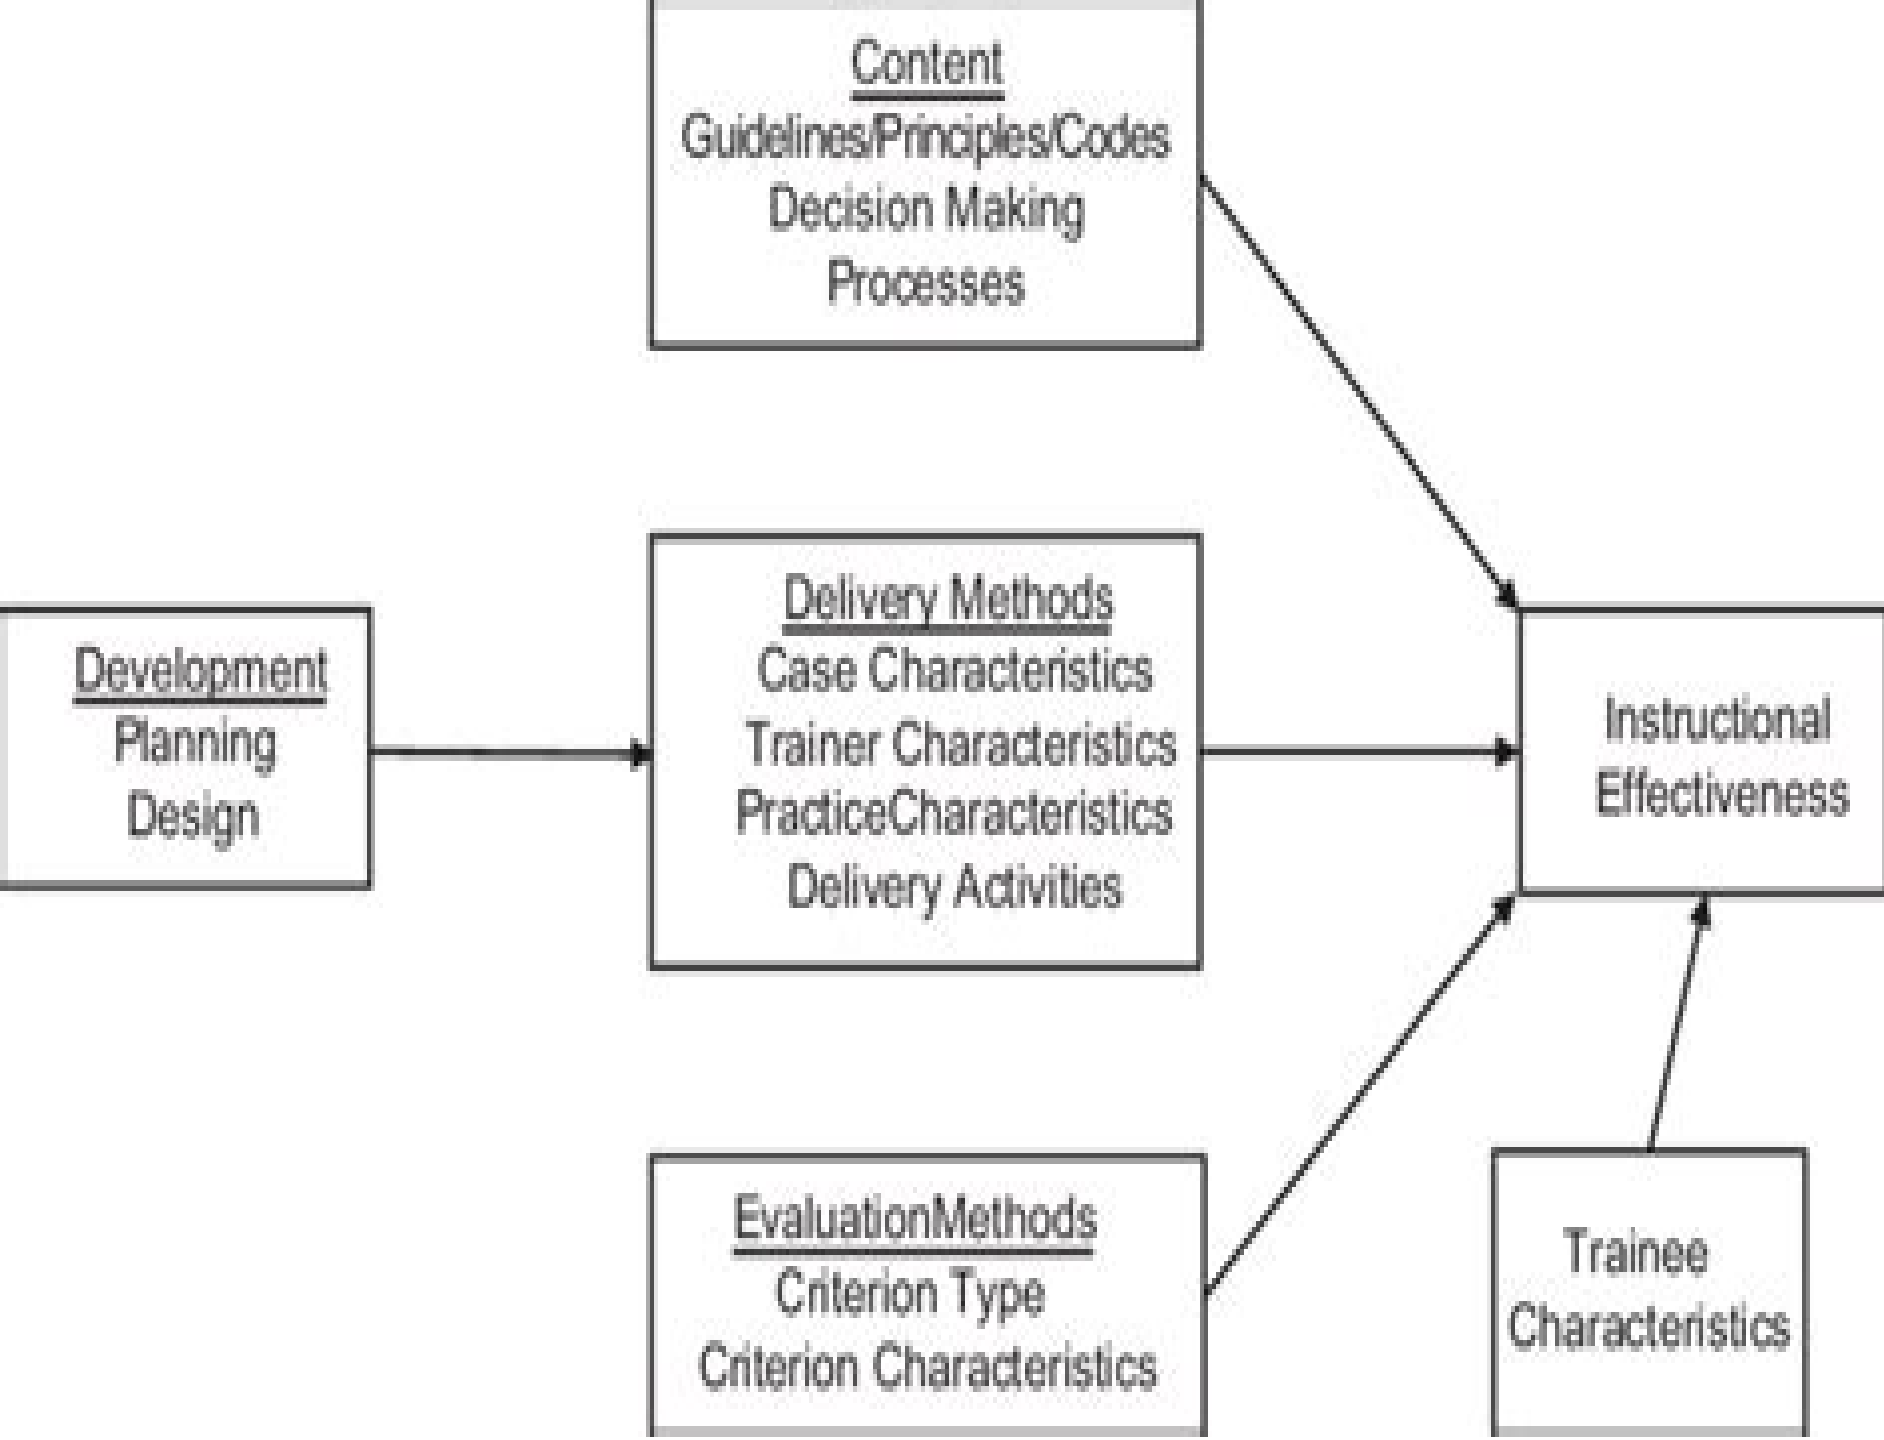 Content
Guidelines/Principles/Codes
Decision Making
Processes
Development
Planning
Design
Delivery Methods
Case Characteristics
Trainer Characteristics
PracticeCharacteristics
Delivery Activities
Instructional
Effectiveness
EvaluationMethods
Criterion Type
Criterion Characteristics
Trainee
Characteristics